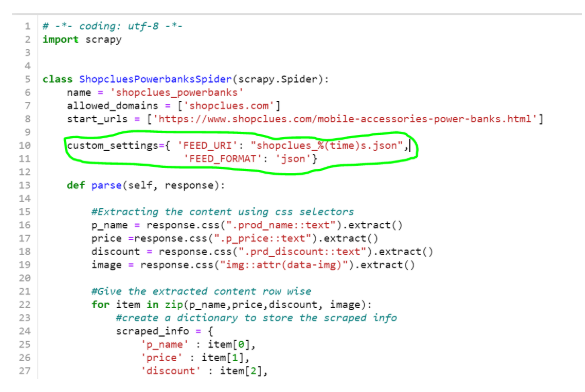 1 # -*- coding: utf-8 -*-
2 import scrapy
3
4
5 class ShopcluesPowerbanksSpider(scrapy.Spider):
6     name = 'shopclues_powerbanks'
7     allowed_domains = ['shopclues.com']
8     start_urls = ['https://www.shopclues.com/mobile-accessories-power-banks.html']
9
10     custom_settings={ 'FEED_URI': "shopclues_%(time)s.json",
11                       'FEED_FORMAT': 'json'}
12
13     def parse(self, response):
14
15         #Extracting the content using css selectors
16         p_name = response.css(".prod_name::text").extract()
17         price =response.css(".p_price::text").extract()
18         discount = response.css(".prd_discount::text").extract()
19         image = response.css("img::attr(data-img)").extract()
20
21         #Give the extracted content row wise
22         for item in zip(p_name,price,discount, image):
23             #create a dictionary to store the scraped info
24             scraped_info = {
25                 'p_name' : item[0],
26                 'price' : item[1],
27                 'discount' : item[2],